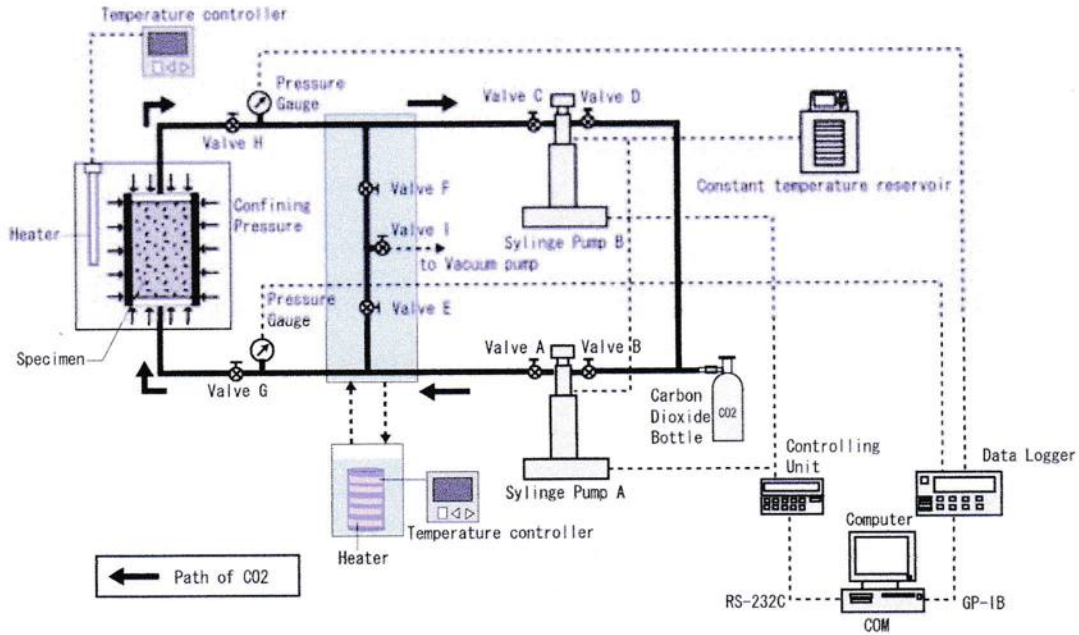 Temperature controller
Pressure
Gauge
Valve C
Valve D
Valve H
Constant temperature reservoir
Valve F
Heater
Confining
Pressure
Valve I
to Vacuum pump
Sylinge Pump B
Pressure
Gauge
Valve E
Specimen
Valve A
Valve B
Valve G
Carbon
Dioxide
Bottle
CO2
Sylinge Pump A
Controlling
Unit
Data Logger
Temperature controller
Heater
Computer
Path of CO2
RS-232C
GP-IB
COM